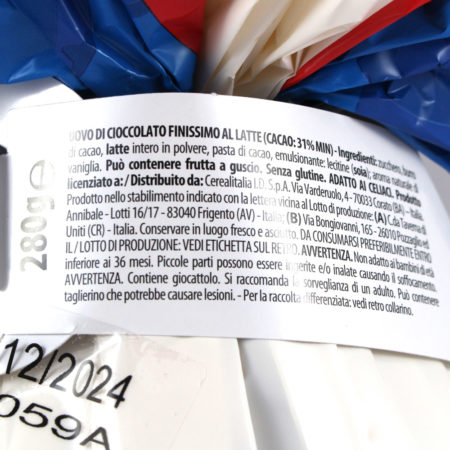 UOVO DI CIOCCOLATO FINISSIMO AL LATTE (CACAO: 31% MIN) - Ingredienti: zucchero, burro
di cacao, latte intero in polvere, pasta di cacao, emulsionante: lecitine (soia); aroma naturale di
vaniglia. Può contenere frutta a guscio. Senza glutine. ADATTO AI CELIACI. Prodotto
licenziato a: / Distribuito da: Cerealitalia I.D. S.p.A. Via Varderuolo, 4 - 70033 Corato (BA) - Italia.
Prodotto nello stabilimento indicato con la lettera vicina al Lotto di produzione: (A) C.da Taverna di
Annibale - Lotti 16/17 - 83040 Frigento (AV) - Italia; (B) Via Bongiovanni, 265 - 36010 Pozzaglio ed
Uniti (CR) - Italia. Conservare in luogo fresco e asciutto. DA CONSUMARSI PREFERIBILMENTE ENTRO
IL / LOTTO DI PRODUZIONE: VEDI ETICHETTA SUL RETRO. AVVERTENZA. Non adatto ai bambini di età
inferiore ai 36 mesi. Piccole parti possono essere ingerite e/o inalate causando il soffocamento.
AVVERTENZA. Contiene giocattolo. Si raccomanda la sorveglianza di un adulto. Può contenere
taglierino che potrebbe causare lesioni. - Per la raccolta differenziata: vedi retro collarino.
280g e
/12/2024
059A